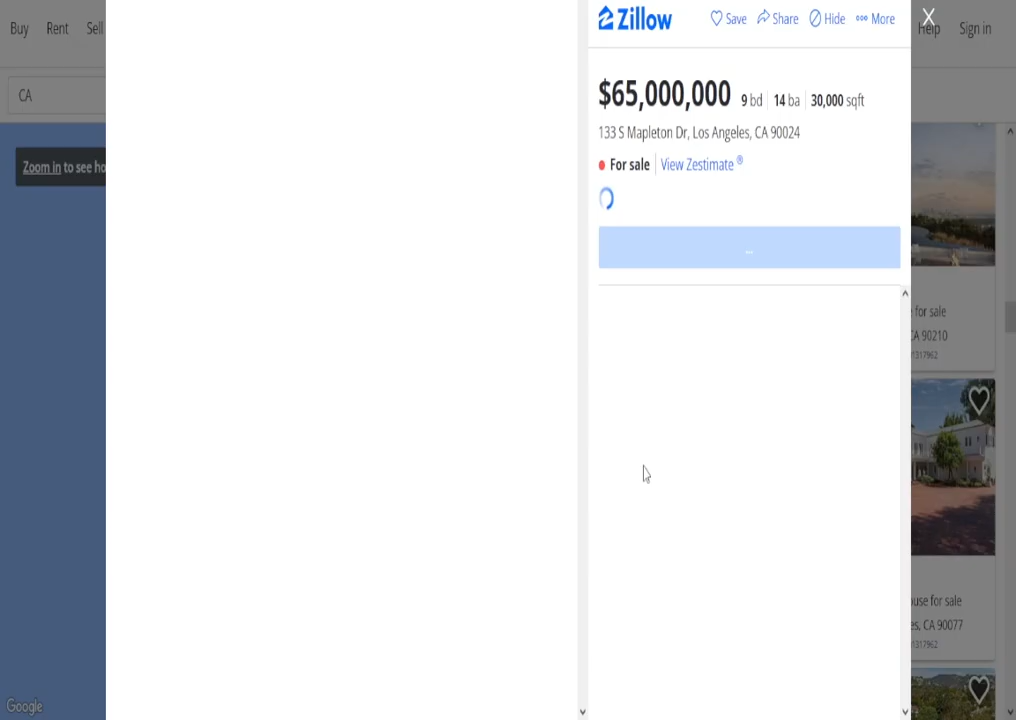 Buy Rent Sell
Zillow Save Share Hide More
X
Help Sign in
CA
$65,000,000 9 bd 14 ba 30,000 sqft
133 S Mapleton Dr, Los Angeles, CA 90024
For sale View Zestimate ®
Zoom in to see
...
for sale
CA 90210
for sale
CA 90077
Google